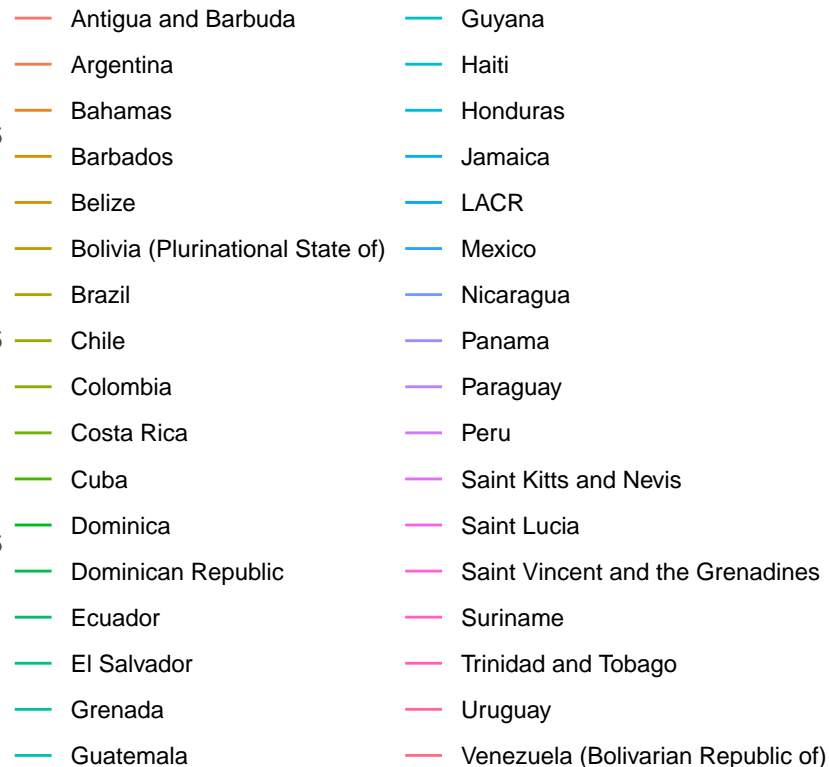 Antigua and Barbuda
Argentina
Bahamas
Barbados
Belize
Bolivia (Plurinational State of)
Brazil
Chile
Colombia
Costa Rica
Cuba
Dominica
Dominican Republic
Ecuador
El Salvador
Grenada
Guatemala
Guyana
Haiti
Honduras
Jamaica
LACR
Mexico
Nicaragua
Panama
Paraguay
Peru
Saint Kitts and Nevis
Saint Lucia
Saint Vincent and the Grenadines
Suriname
Trinidad and Tobago
Uruguay
Venezuela (Bolivarian Republic of)